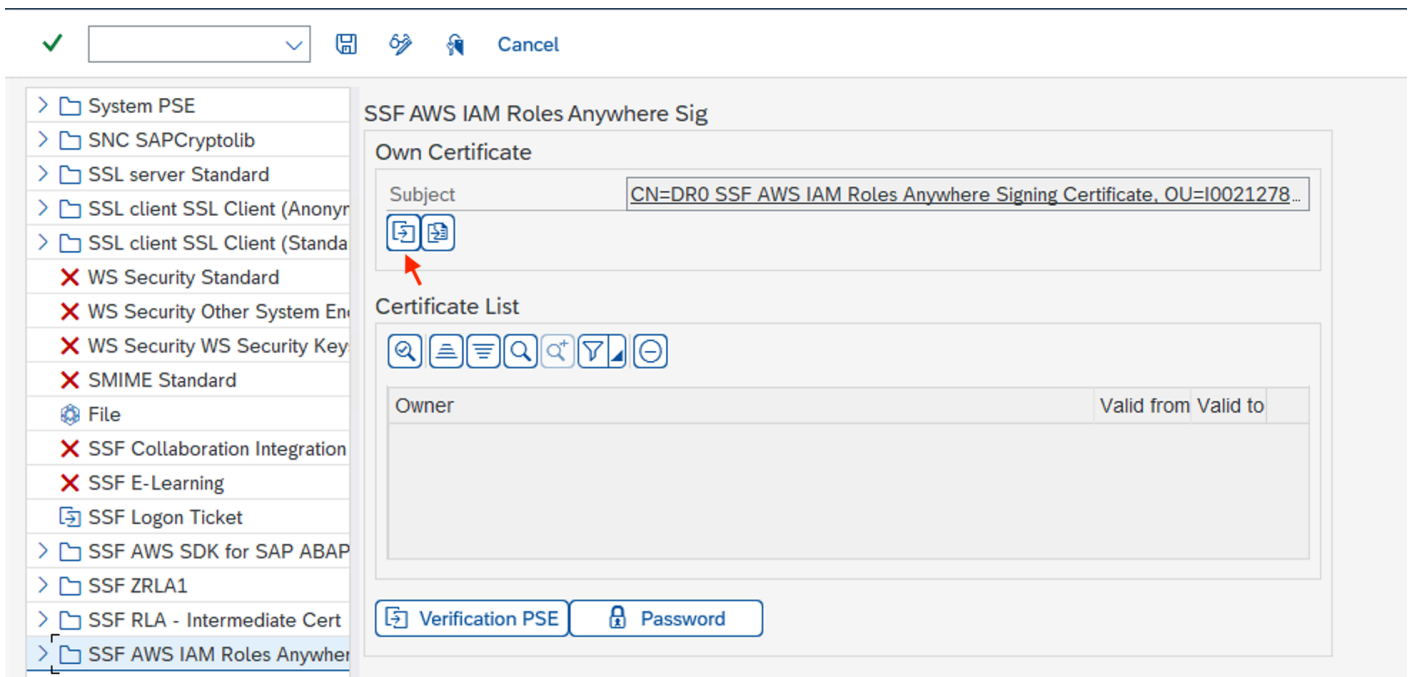 Cancel
System PSE
SNC SAPCryptolib
SSL server Standard
SSL client SSL Client (Anonyr
SSL client SSL Client (Standa
WS Security Standard
WS Security Other System En
WS Security WS Security Key
SMIME Standard
File
SSF Collaboration Integration
SSF E-Learning
SSF Logon Ticket
SSF AWS SDK for SAP ABAP
SSF ZRLA1
SSF RLA - Intermediate Cert
SSF AWS IAM Roles Anywher
SSF AWS IAM Roles Anywhere Sig
Own Certificate
Subject CN=DR0 SSF AWS IAM Roles Anywhere Signing Certificate, OU=I0021278...
Certificate List
Owner Valid from Valid to
Verification PSE Password